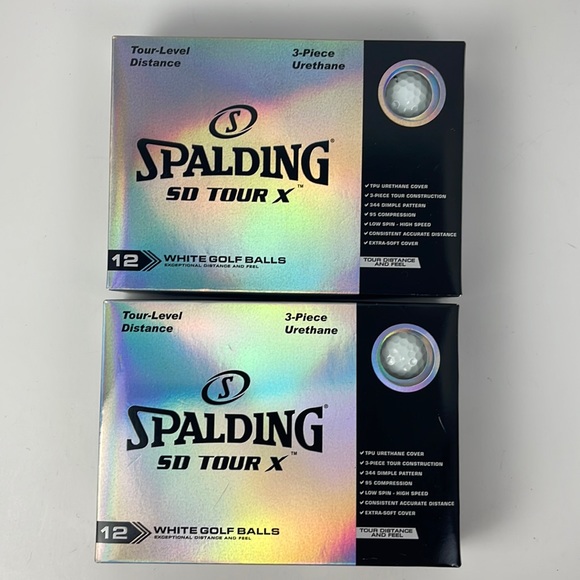 Tour-Level
Distance
3-Piece
Urethane
S
SPALDING®
SD TOUR X™
✓TPU URETHANE COVER
✓3-PIECE TOUR CONSTRUCTION
✓344 DIMPLE PATTERN
✓95 COMPRESSION
✓LOW SPIN - HIGH SPEED
✓CONSISTENT ACCURATE DISTANCE
✓EXTRA-SOFT COVER
12 WHITE GOLF BALLS
EXCEPTIONAL DISTANCE AND FEEL
TOUR DISTANCE
AND FEEL
Tour-Level
Distance
3-Piece
Urethane
S
SPALDING®
SD TOUR X™
✓TPU URETHANE COVER
✓3-PIECE TOUR CONSTRUCTION
✓344 DIMPLE PATTERN
✓95 COMPRESSION
✓LOW SPIN - HIGH SPEED
✓CONSISTENT ACCURATE DISTANCE
✓EXTRA-SOFT COVER
12 WHITE GOLF BALLS
EXCEPTIONAL DISTANCE AND FEEL
TOUR DISTANCE
AND FEEL